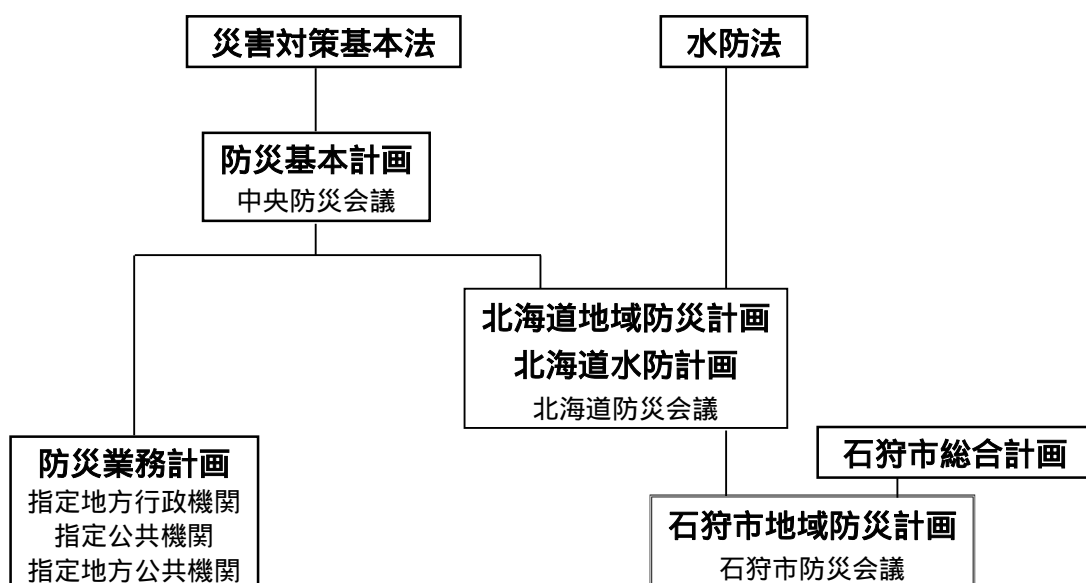 災害対策基本法
水防法
防災基本計画
中央防災会議
北海道地域防災計画
北海道水防計画
北海道防災会議
防災業務計画
指定地方行政機関
指定公共機関
指定地方公共機関
石狩市総合計画
石狩市地域防災計画
石狩市防災会議